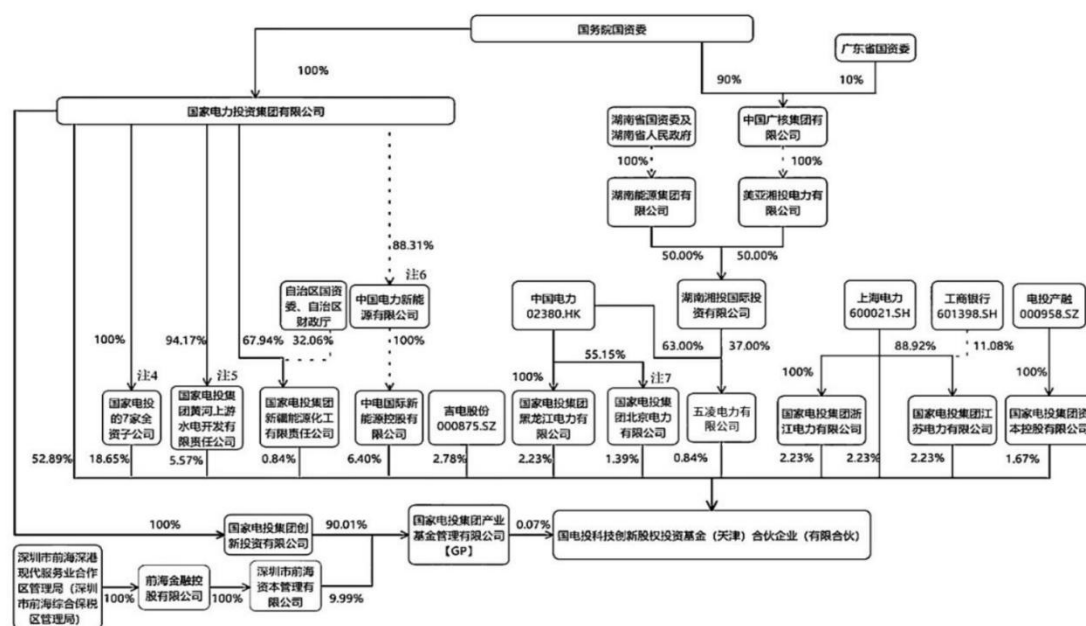 国务院国资委
广东省国资委
100%
90%
10%
国家电力投资集团有限公司
湖南省国资委及
湖南省人民政府
中国广核集团有
限公司
100%
100%
湖南能源集团有
限公司
美亚湘投电力有
限公司
88.31%
50.00%
50.00%
注6
自治区国资
委、自治区
财政厅
中国电力新能
源有限公司
中国电力
02380.HK
湖南湘投国际投
资有限公司
上海电力
600021.SH
工商银行
601398.SH
电投产融
000958.SZ
100%
94.17%
67.94%
32.06%
100%
55.15%
63.00%
37.00%
88.92%
11.08%
注4
注5
100%
注7
100%
100%
国家电投
的7家全
资子公司
国家电投集
团黄河上游
水电开发有
限责任公司
国家电投集团
新疆能源化工有
限责任公司
中电国际新
能源控股有
限公司
吉电股份
000875.SZ
国家电投集团
黑龙江电力有
限公司
国家电投集团
北京电力有
限公司
五凌电力有
限公司
国家电投集团浙
江电力有限公司
国家电投集团江
苏电力有限公司
国家电投集团资
本控股有限公司
52.89%
18.65%
5.57%
0.84%
6.40%
2.78%
2.23%
1.39%
0.84%
2.23%
2.23%
2.23%
1.67%
100%
国家电投集团创
新投资有限公司
90.01%
国家电投集团产业
基金管理有限公司
【GP】
0.07%
国电投科技创新股权投资基金（天津）合伙企业（有限合伙）
深圳市前海深港
现代服务业合作
区管理局（深圳
市前海综合保税
区管理局）
100%
前海金融控
股有限公司
100%
深圳市前海
资本管理有
限公司
9.99%